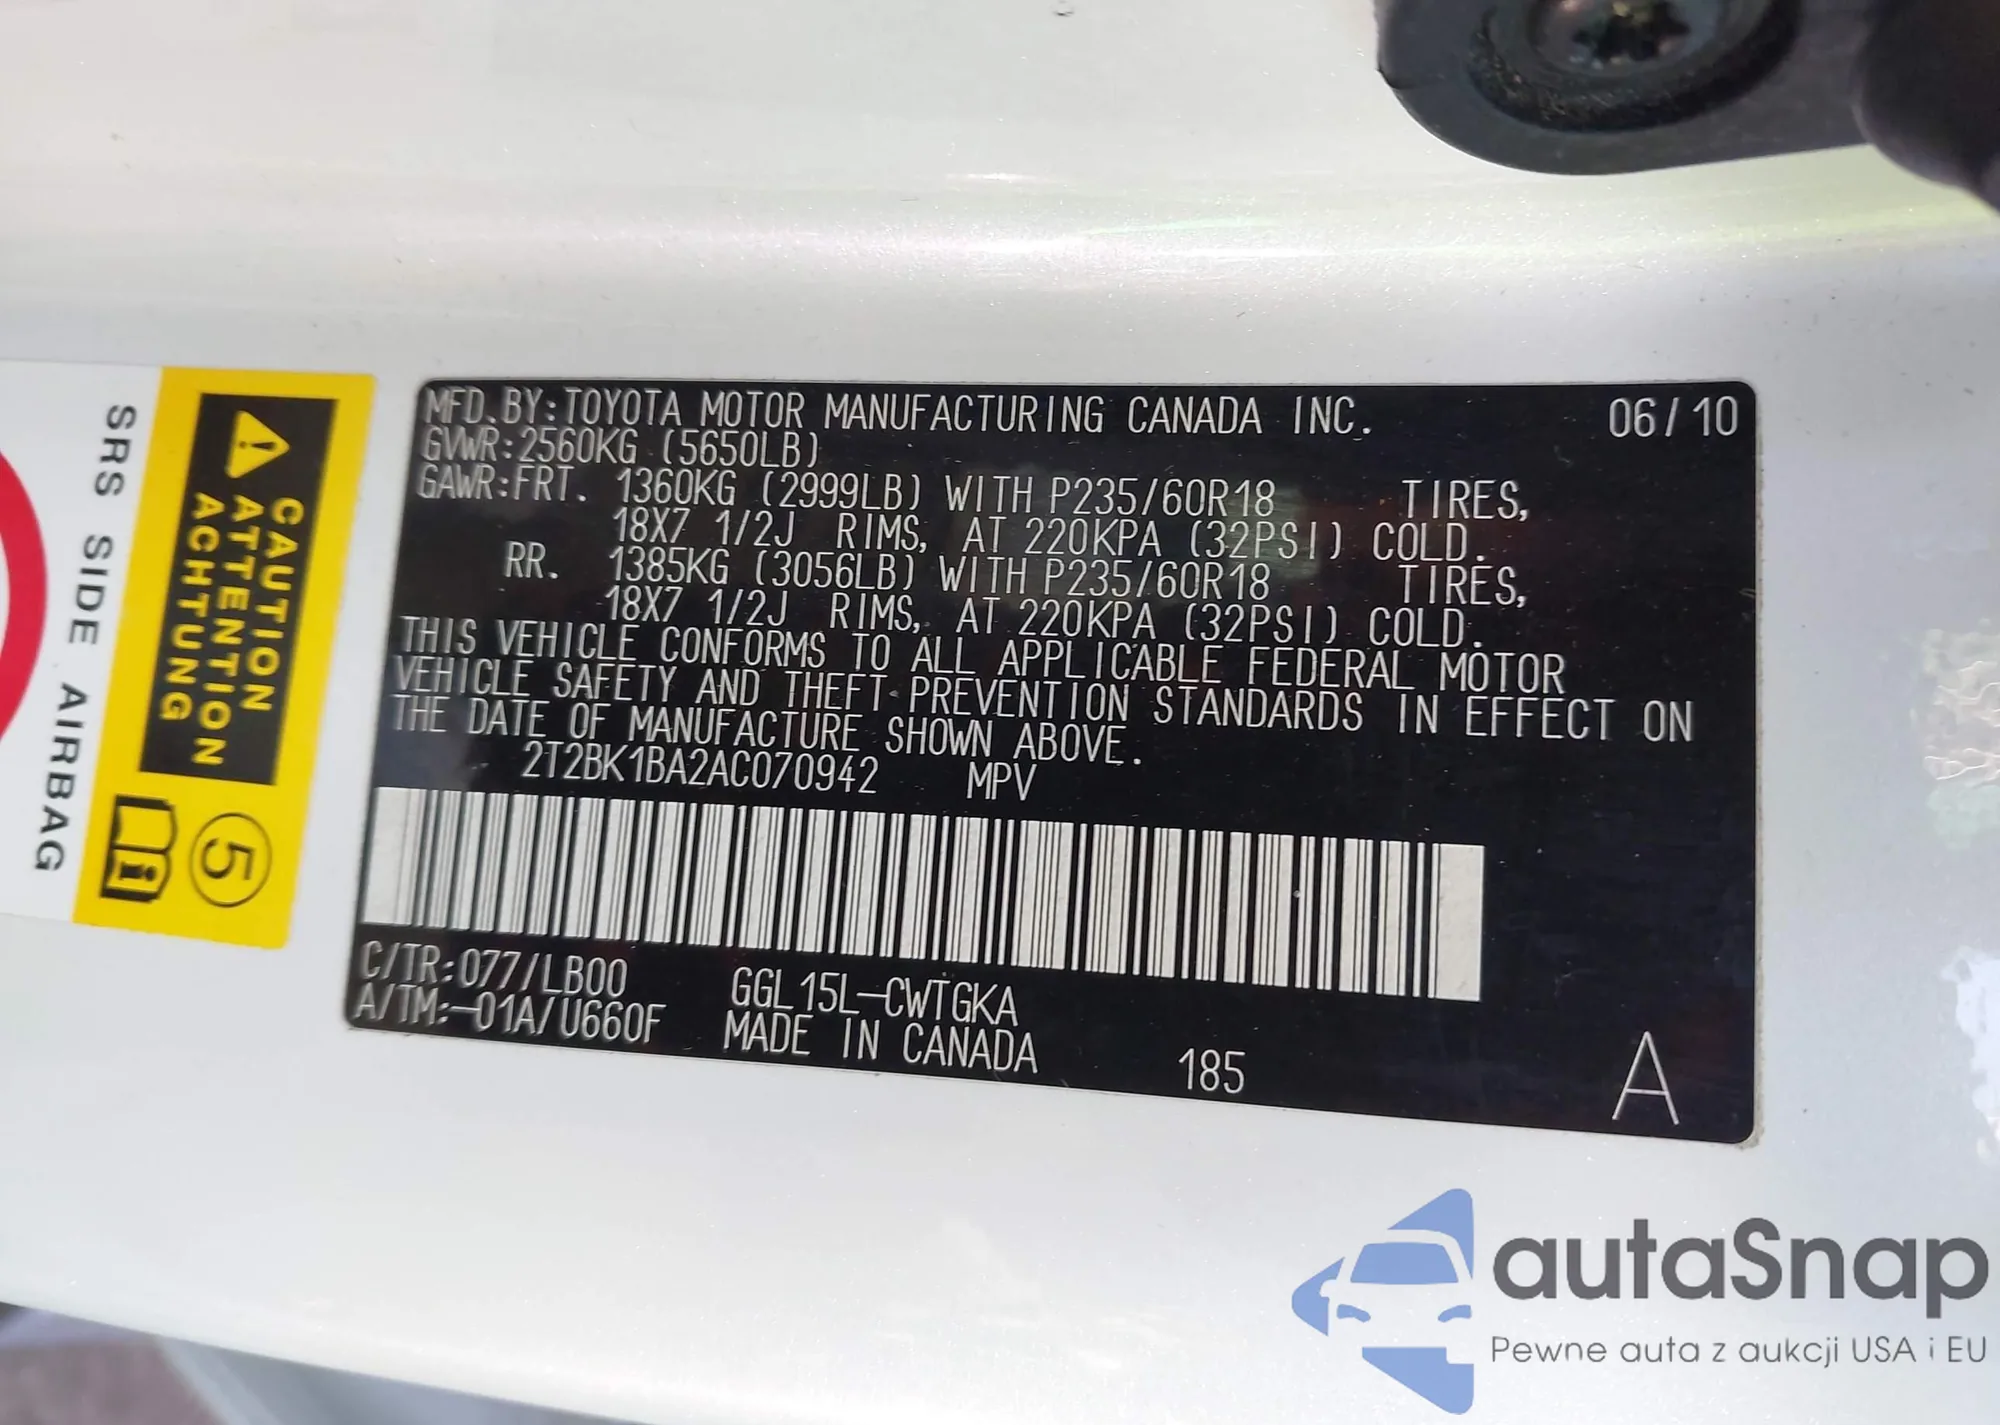 MFD.BY:TOYOTA MOTOR MANUFACTURING CANADA INC. 06/10
GVWR:2560KG (5650LB)
GAWR:FRT. 1360KG (2999LB) WITH P235/60R18 TIRES,
18X7 1/2J RIMS, AT 220KPA (32PSI) COLD.
RR. 1385KG (3056LB) WITH P235/60R18 TIRES,
18X7 1/2J RIMS, AT 220KPA (32PSI) COLD.
THIS VEHICLE CONFORMS TO ALL APPLICABLE FEDERAL MOTOR
VEHICLE SAFETY AND THEFT PREVENTION STANDARDS IN EFFECT ON
THE DATE OF MANUFACTURE SHOWN ABOVE.
2T2BK1BA2AC070942 MPV
C/TR:077/LB00 GGL15L-CWTGKA
A/TM:-01A/U660F MADE IN CANADA 185 A
CAUTION
ATTENTION
ACHTUNG
5
i
SRS SIDE AIRBAG
autaSnap
Pewne auta z aukcji USA i EU